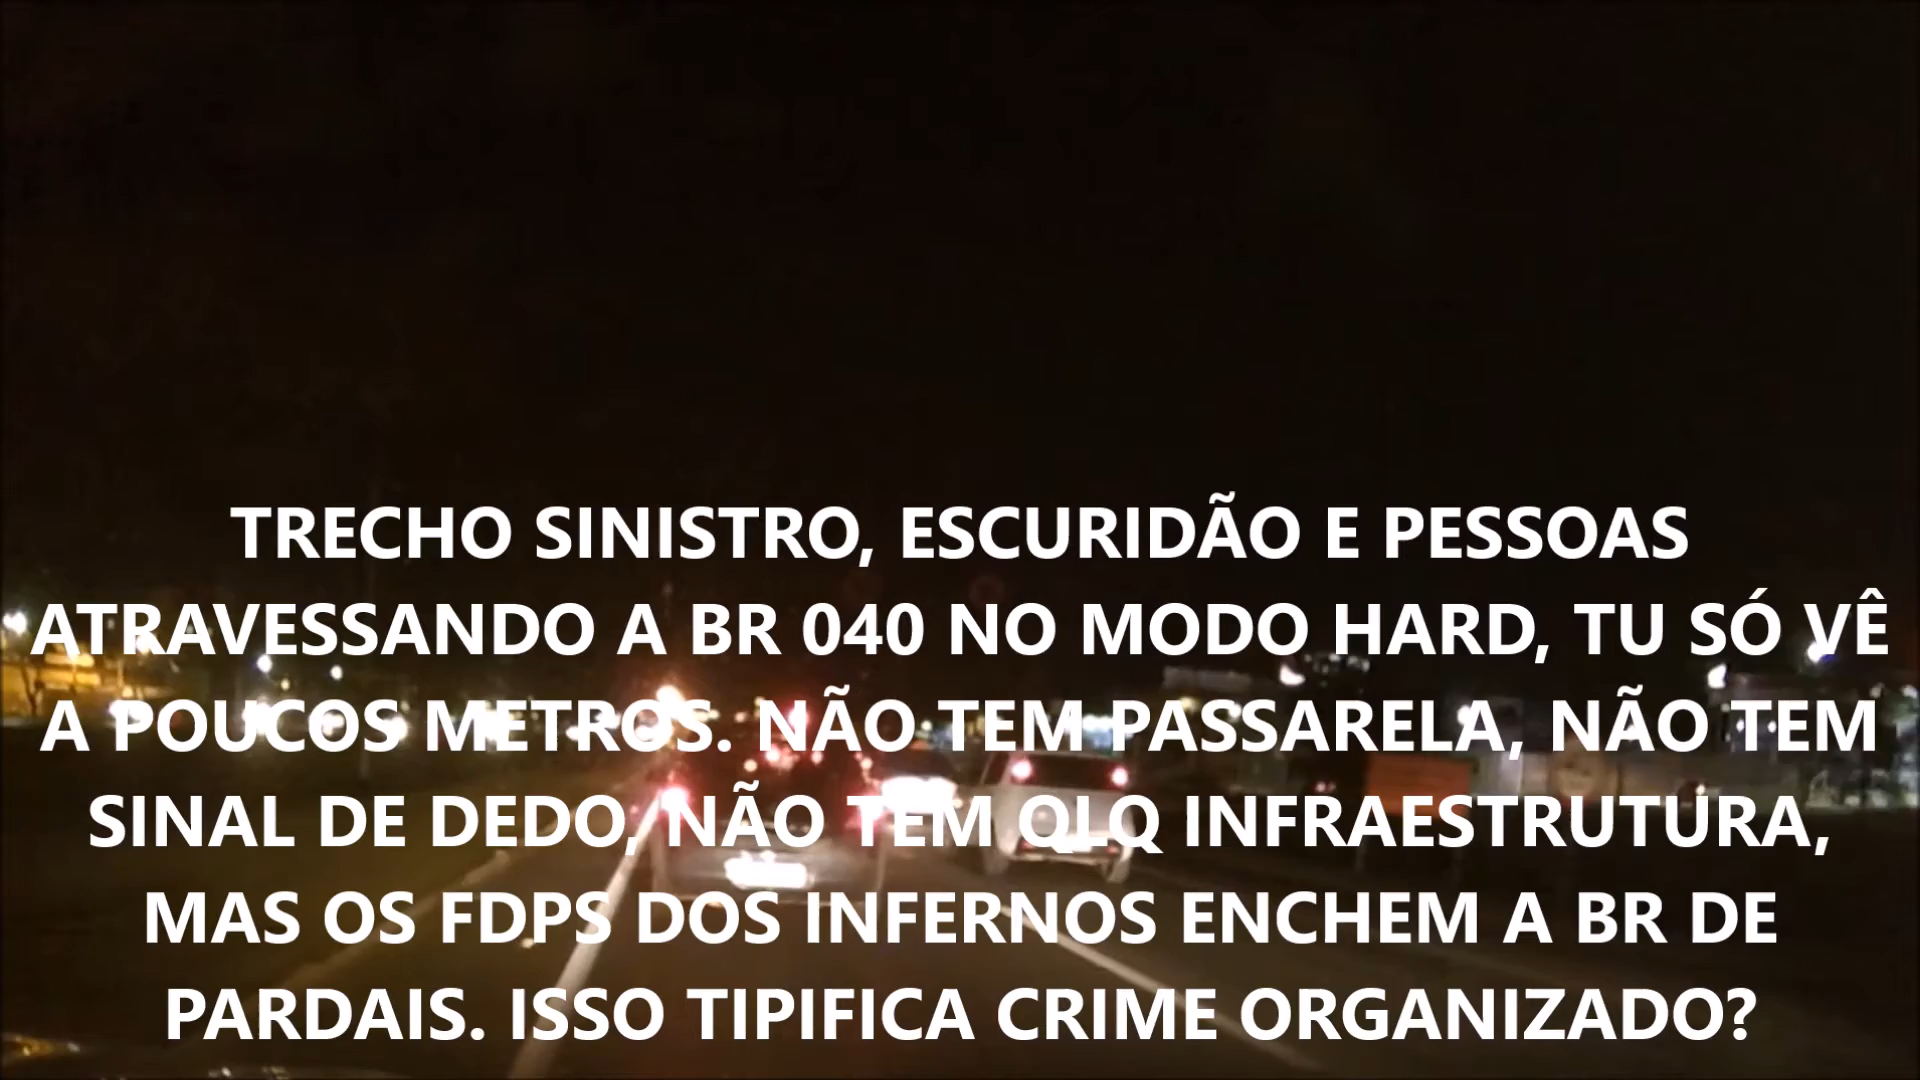 TRECHO SINISTRO, ESCURIDÃO E PESSOAS
ATRAVESSANDO A BR 040 NO MODO HARD, TU SÓ VÊ
A POUCOS METROS. NÃO TEM PASSARELA, NÃO TEM
SINAL DE DEDO, NÃO TEM QLQ INFRAESTRUTURA,
MAS OS FDPS DOS INFERNOS ENCHEM A BR DE
PARDAIS. ISSO TIPIFICA CRIME ORGANIZADO?